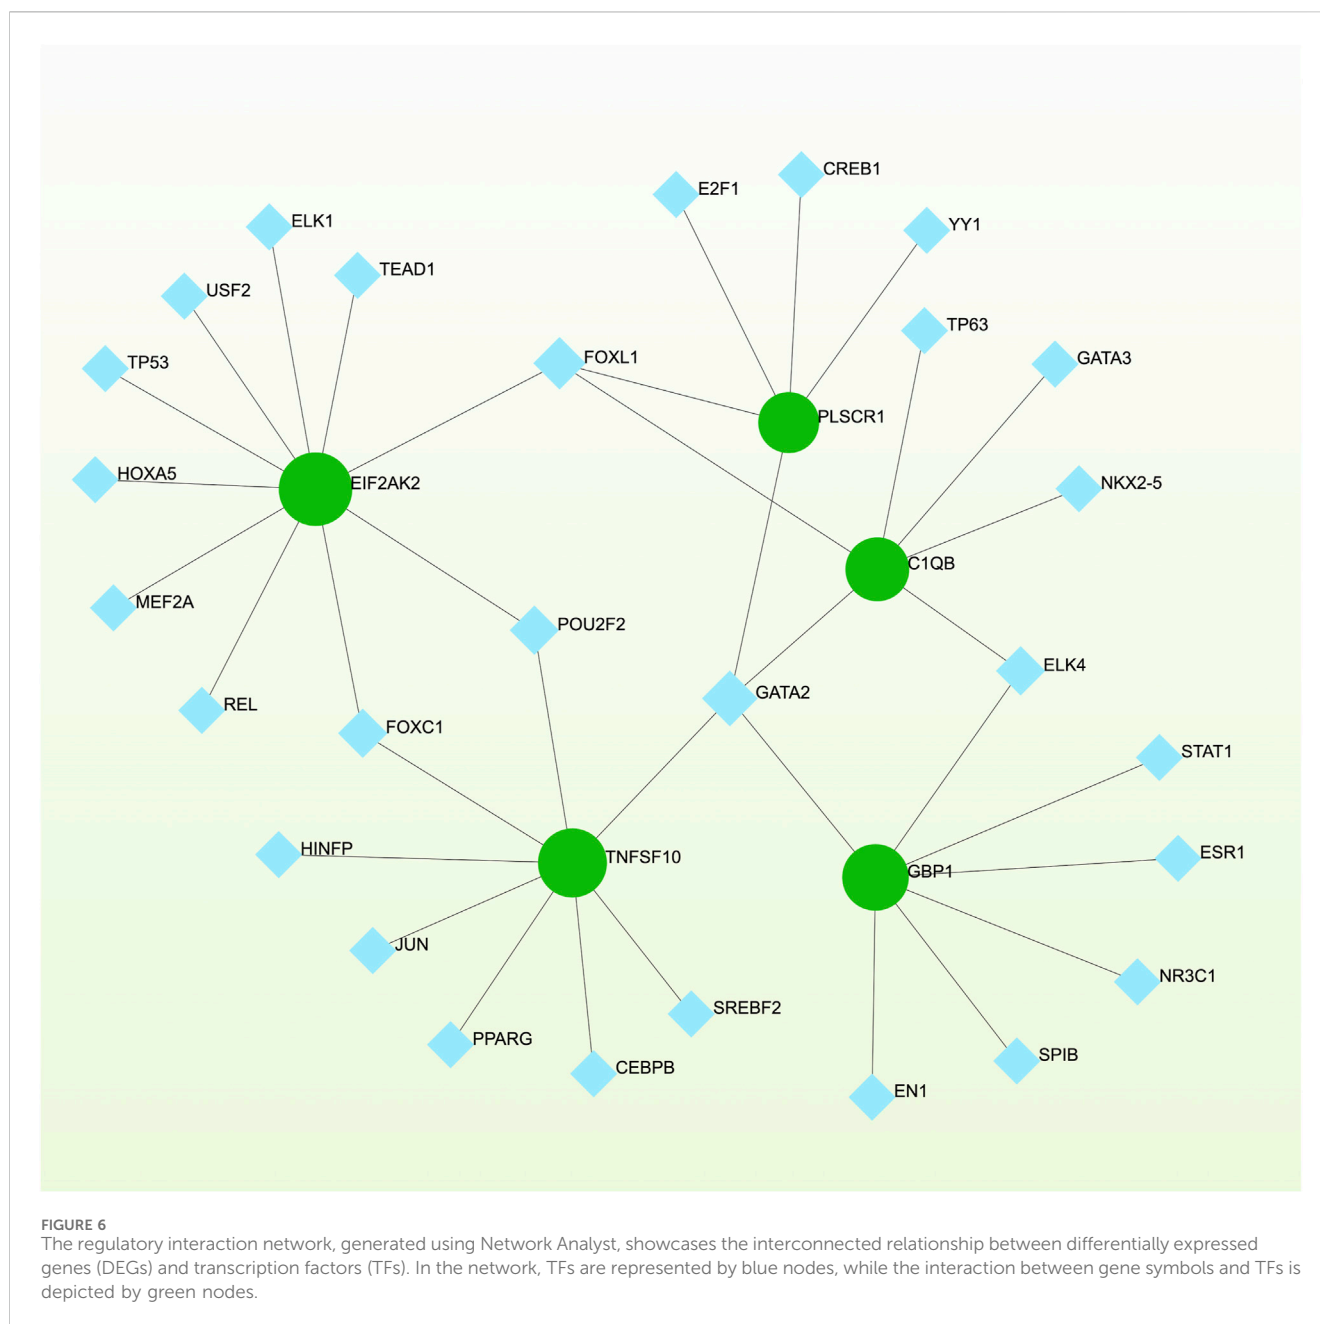 CREB1
E2F1
ELK1
YY1
TEAD1
USF2
TP63
FOXL1
GATA3
TP53
PLSCR1
HOXA5
EIF2AK2
NKX2-5
C1QB
MEF2A
POU2F2
ELK4
GATA2
REL
FOXC1
STAT1
HINFP
ESR1
TNFSF10
GBP1
JUN
NR3C1
SREBF2
PPARG
SPIB
CEBPB
EN1
FIGURE 6
The regulatory interaction network, generated using Network Analyst, showcases the interconnected relationship between differentially expressed
genes (DEGs) and transcription factors (TFs). In the network, TFs are represented by blue nodes, while the interaction between gene symbols and TFs is
depicted by green nodes.